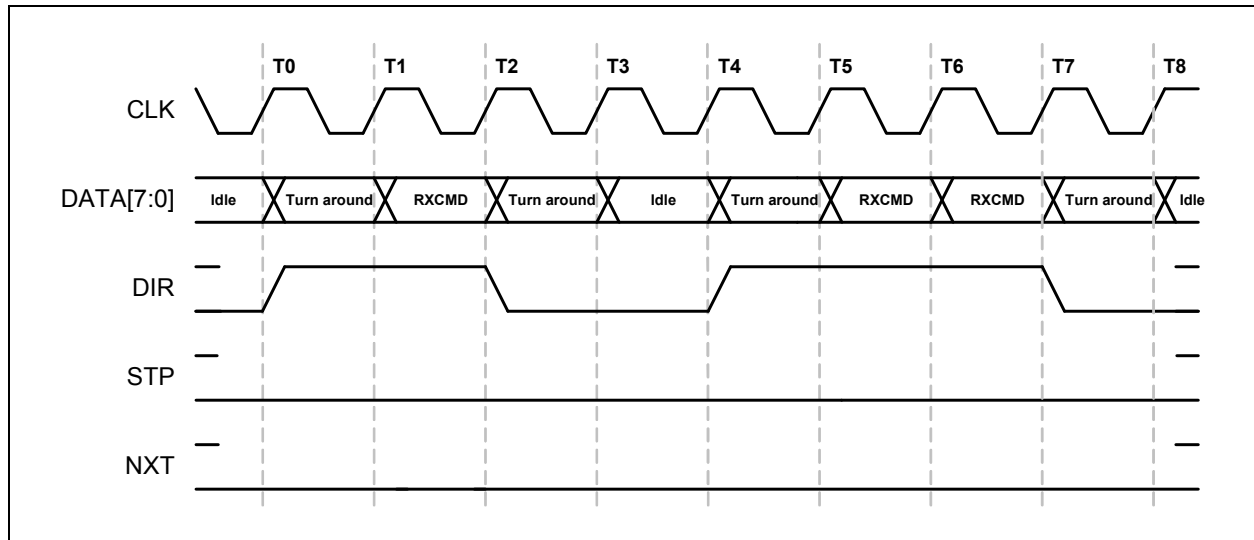 T0 T1 T2 T3 T4 T5 T6 T7 T8
CLK
DATA[7:0] Idle Turn around RXCMD Turn around Idle Turn around RXCMD RXCMD Turn around Idle
DIR
STP
NXT